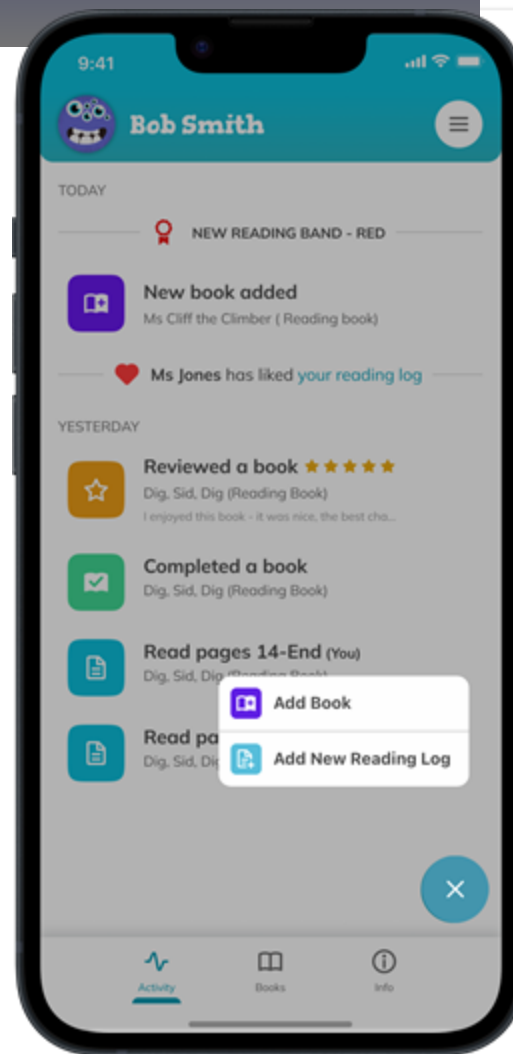 9:41
Bob Smith
TODAY
NEW READING BAND - RED
New book added
Ms Cliff the Climber ( Reading book)
Ms Jones has liked your reading log
YESTERDAY
Reviewed a book
Dig, Sid, Dig (Reading Book)
I enjoyed this book - it was nice, the best cha...
Completed a book
Dig, Sid, Dig (Reading Book)
Read pages 14-End (You)
Dig, Sid, Dig (Reading Book)
Add Book
Read pa
Dig, Sid, Dig
Add New Reading Log
Activity
Books
Info